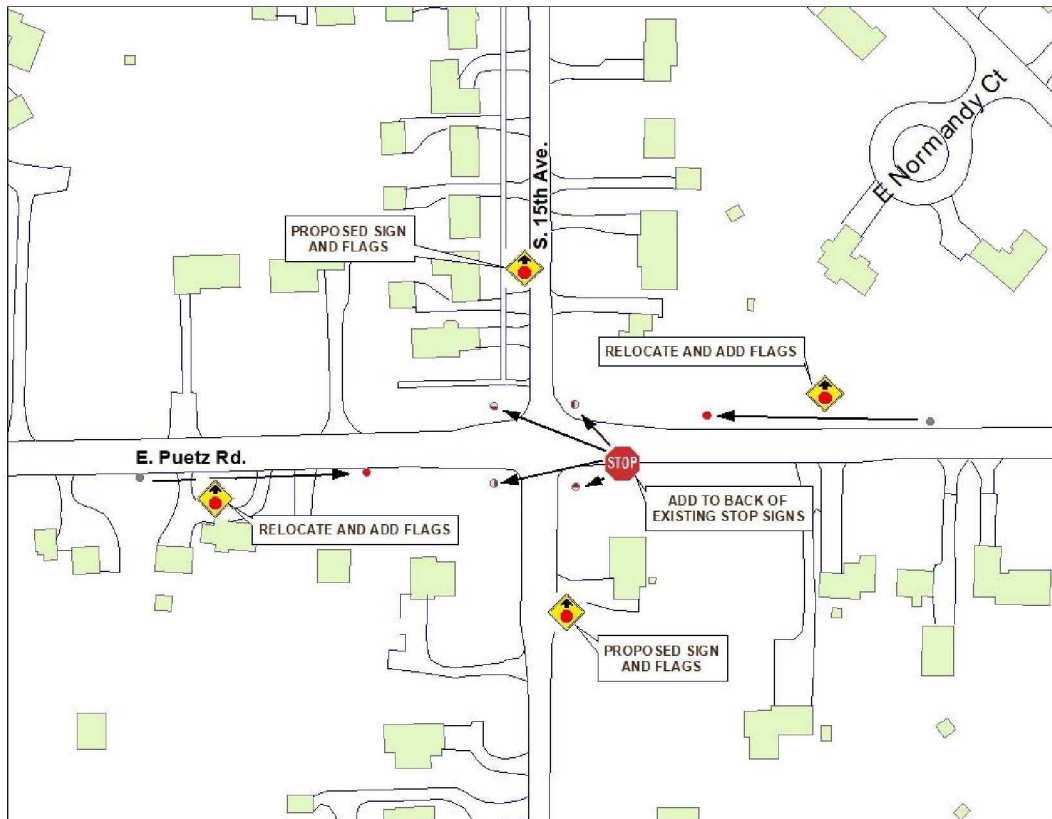 E Normandy Ct
S. 15th Ave.
PROPOSED SIGN
AND FLAGS
RELOCATE AND ADD FLAGS
E. Puetz Rd.
STOP
RELOCATE AND ADD FLAGS
ADD TO BACK OF
EXISTING STOP SIGNS
PROPOSED SIGN
AND FLAGS